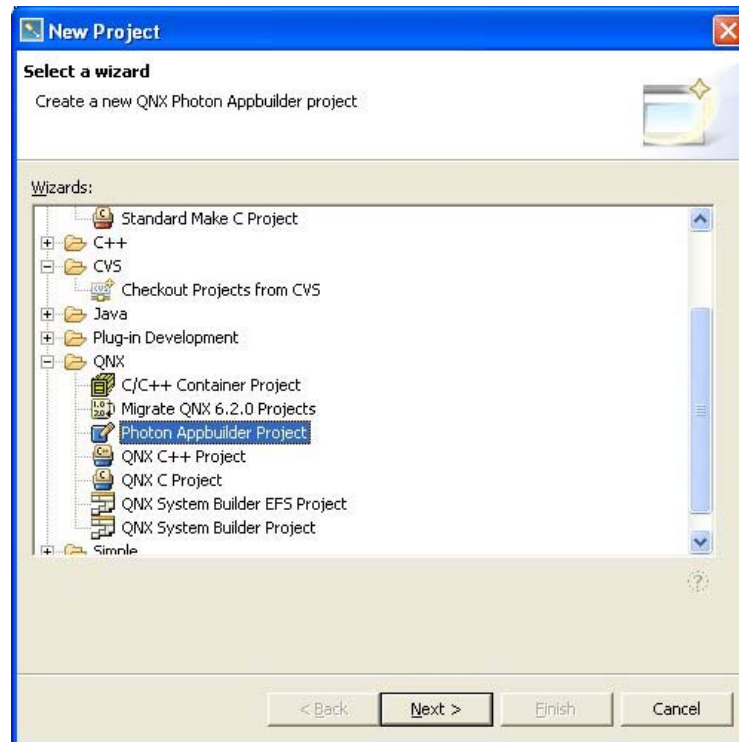 New Project
Select a wizard
Create a new QNX Photon Appbuilder project
Wizards:
Standard Make C Project
C++
CVS
Checkout Projects from CVS
Java
Plug-in Development
QNX
C/C++ Container Project
Migrate QNX 6.2.0 Projects
Photon Appbuilder Project
QNX C++ Project
QNX C Project
QNX System Builder EFS Project
QNX System Builder Project
Simple
< Back Next > Finish Cancel